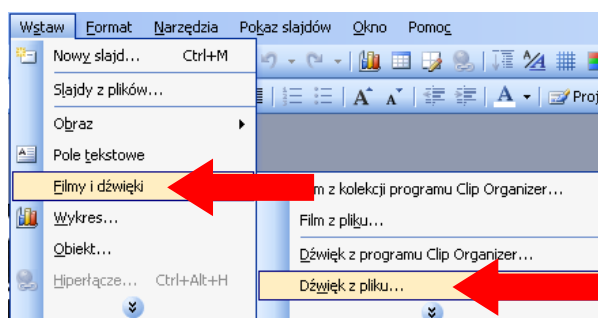 Wstaw Format Narzędzia Pokaz slajdów Okno Pomoc
Nowy slajd... Ctrl+M
Slajdy z plików...
Obraz
Pole tekstowe
Filmy i dźwięki
Wykres...
Obiekt...
Hiperłącze... Ctrl+Alt+H
z kolekcji programu Clip Organizer...
Film z pliku...
Dźwięk z programu Clip Organizer...
Dźwięk z pliku...